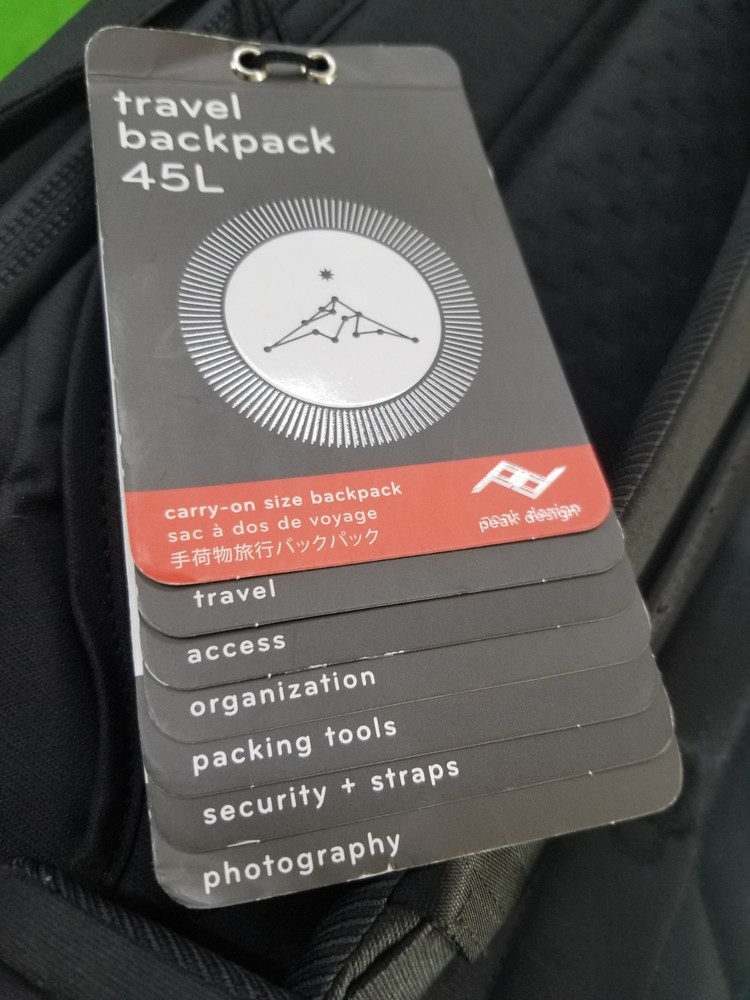 travel
backpack
45L
carry-on size backpack
sac à dos de voyage
手荷物旅行バックパック
peak design
travel
access
organization
packing tools
security + straps
photography